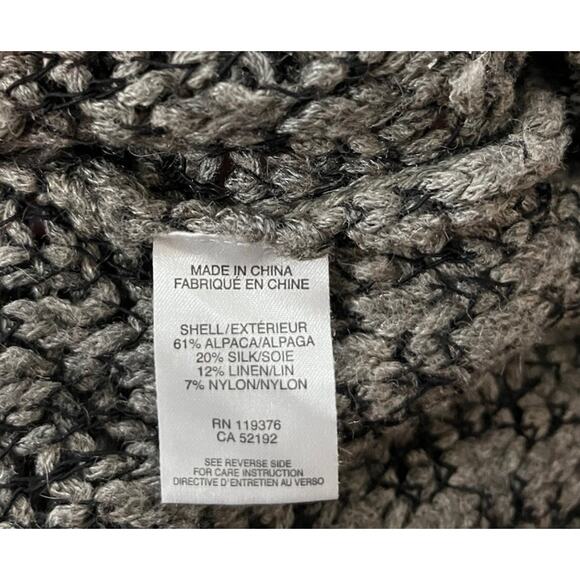 MADE IN CHINA
FABRIQUÉ EN CHINE
SHELL/EXTÉRIEUR
61% ALPACA/ALPAGA
20% SILK/SOIE
12% LINEN/LIN
7% NYLON/NYLON
RN 119376
CA 52192
SEE REVERSE SIDE
FOR CARE INSTRUCTION
DIRECTIVE D'ENTRETIEN AU VERSO